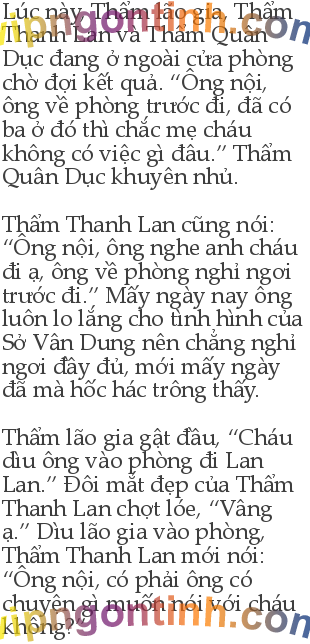 Lúc này, Thẩm lão gia, Thẩm
Thanh Lan và Thẩm Quân
Dục đang ở ngoài cửa phòng
chờ đợi kết quả. “Ông nội,
ông về phòng trước đi, đã có
ba ở đó thì chắc mẹ cháu
không có việc gì đâu.” Thẩm
Quân Dục khuyên nhủ.
Thẩm Thanh Lan cũng nói:
“Ông nội, ông nghe anh cháu
đi ạ, ông về phòng nghỉ ngơi
trước đi.” Mấy ngày nay ông
luôn lo lắng cho tình hình của
Sở Vân Dung nên chẳng nghỉ
ngơi đầy đủ, mới mấy ngày
đã mà hốc hác trông thấy.
Thẩm lão gia gật đầu, “Cháu
dìu ông vào phòng đi Lan
Lan.” Đôi mắt đẹp của Thẩm
Thanh Lan chợt lóe, “Vâng
ạ.” Dìu lão gia vào phòng,
Thẩm Thanh Lan mới nói:
“Ông nội, có phải ông có
chuyện gì muốn nói với cháu
không?”
vipngontinh.com
vipngontinh.com